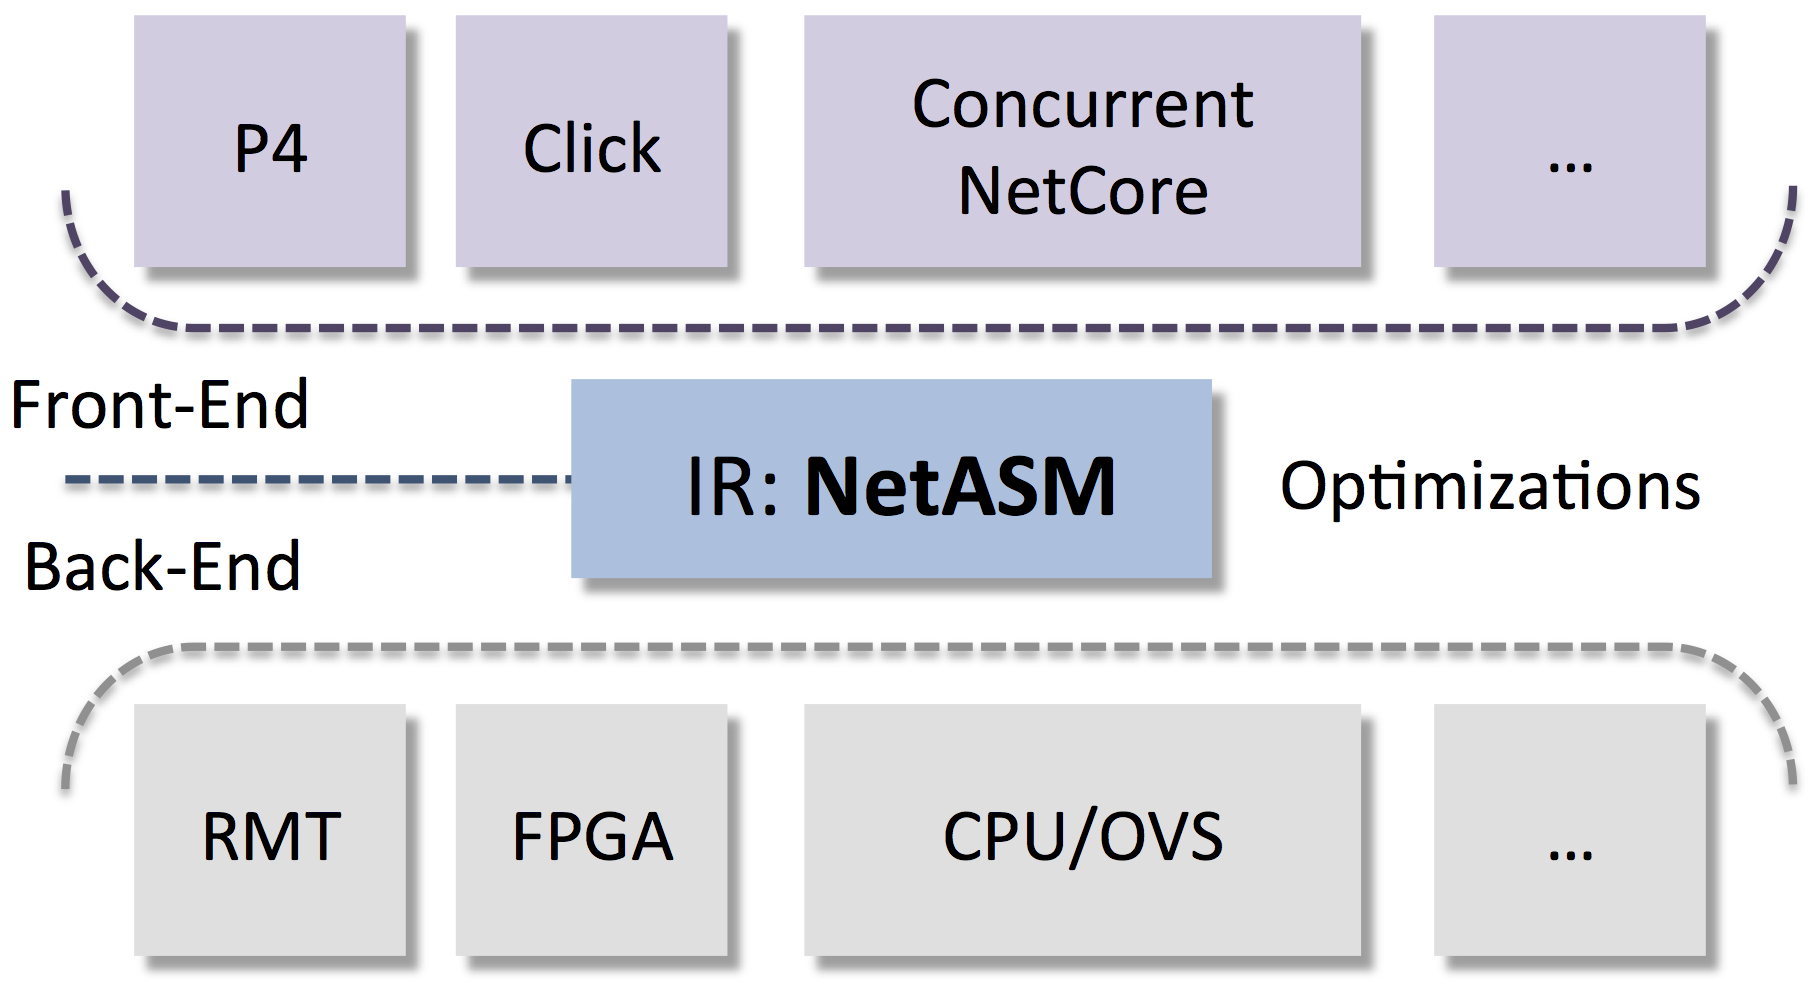 P4
Click
Concurrent
NetCore
...
Front-End
IR: NetASM
Optimizations
Back-End
RMT
FPGA
CPU/OVS
...